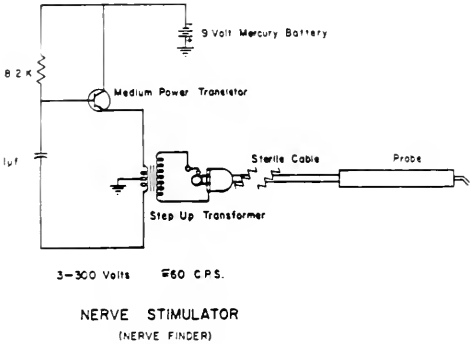 9 Volt Mercury Battery
8.2 K
Medium Power Transistor
1μf
Sterile Cable
Probe
Step Up Transformer
3-300 Volts ≅60 C.P.S.
NERVE STIMULATOR
(NERVE FINDER)